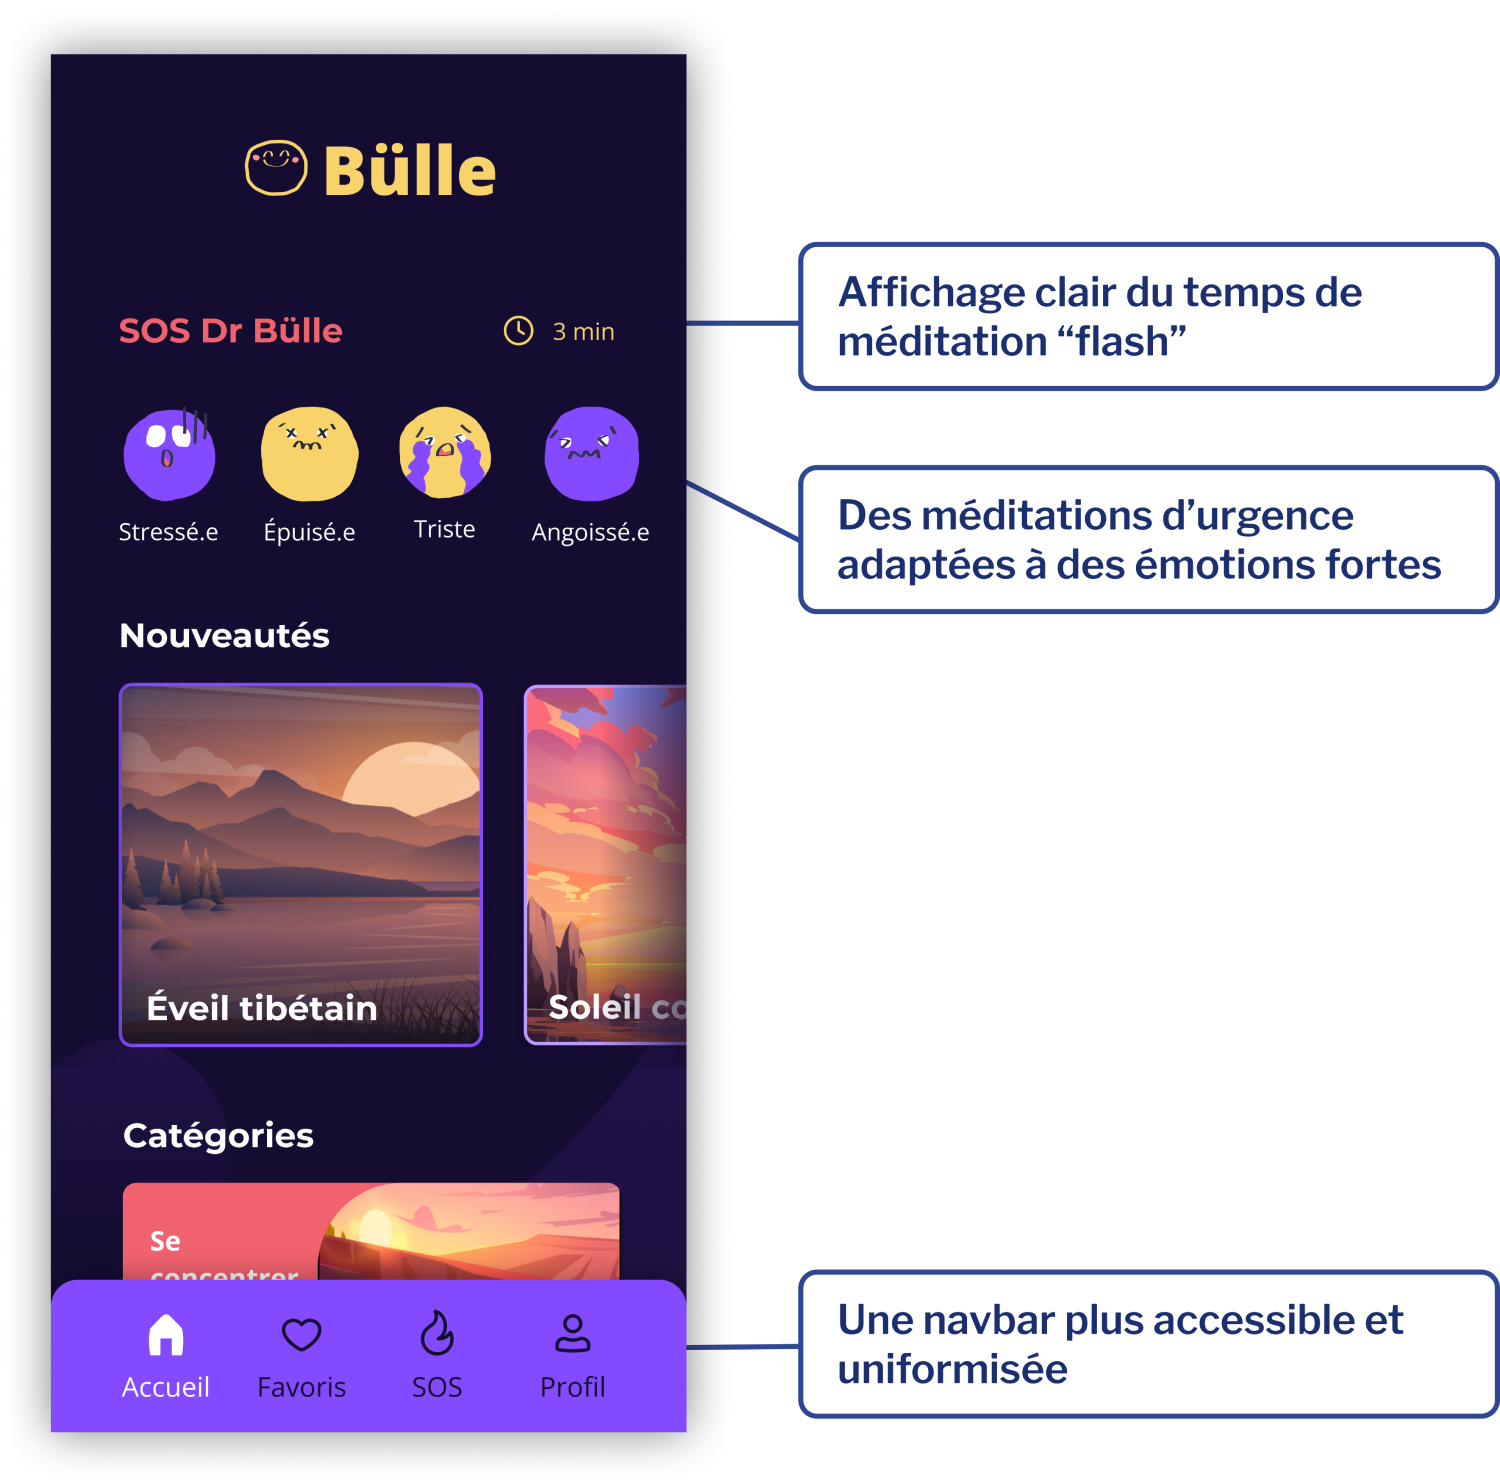 Bülle
SOS Dr Bülle
3 min
Affichage clair du temps de
méditation “flash”
Stressé.e
Épuisé.e
Triste
Angoissé.e
Des méditations d’urgence
adaptées à des émotions fortes
Nouveautés
Éveil tibétain
Soleil co
Catégories
Se
concentrer
Accueil
Favoris
SOS
Profil
Une navbar plus accessible et
uniformisée